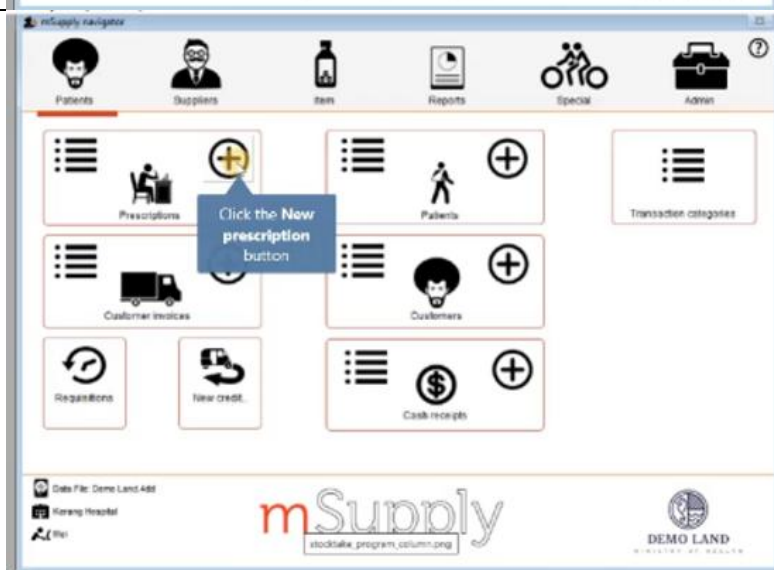 mSupply navigator
Patients
Suppliers
Item
Reports
Special
Admin
?
Prescriptions
Patients
Transaction categories
Click the New
prescription
button
Customer invoices
Customers
Requisitions
New credit..
Cash receipts
Data File: Demo Land.Add
Kerang Hospital
mSupply
stocktake_program_column.png
DEMO LAND
MINISTRY OF HEALTH